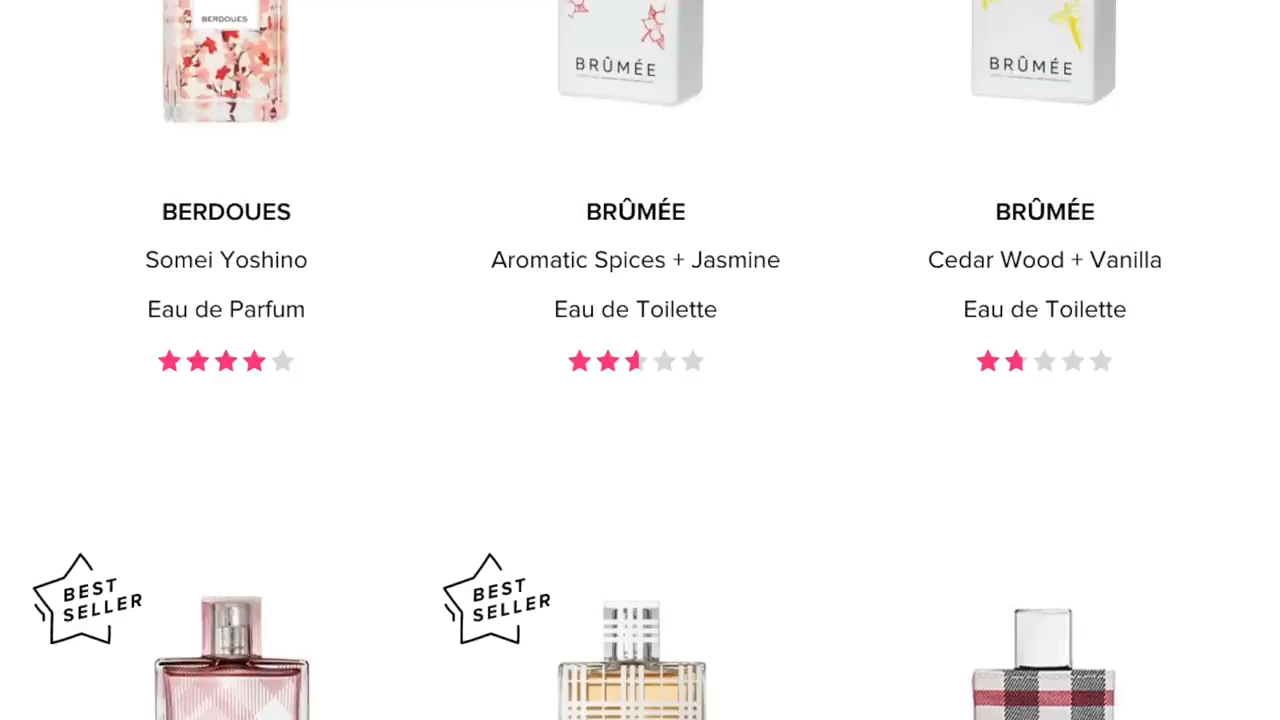 BERDOUES
BRÛMÉE
BRÛMÉE
BERDOUES
BRÛMÉE
BRÛMÉE
Somei Yoshino
Aromatic Spices + Jasmine
Cedar Wood + Vanilla
Eau de Parfum
Eau de Toilette
Eau de Toilette
BEST
SELLER
BEST
SELLER